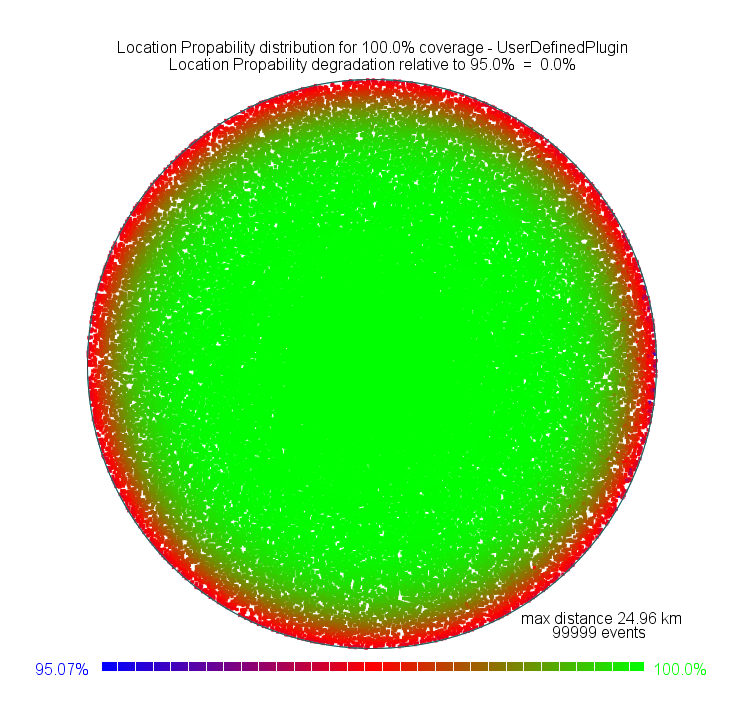 Location Propability distribution for 100.0% coverage - UserDefinedPlugin
Location Propability degradation relative to 95.0% = 0.0%
max distance 24.96 km
99999 events
95.07%
100.0%